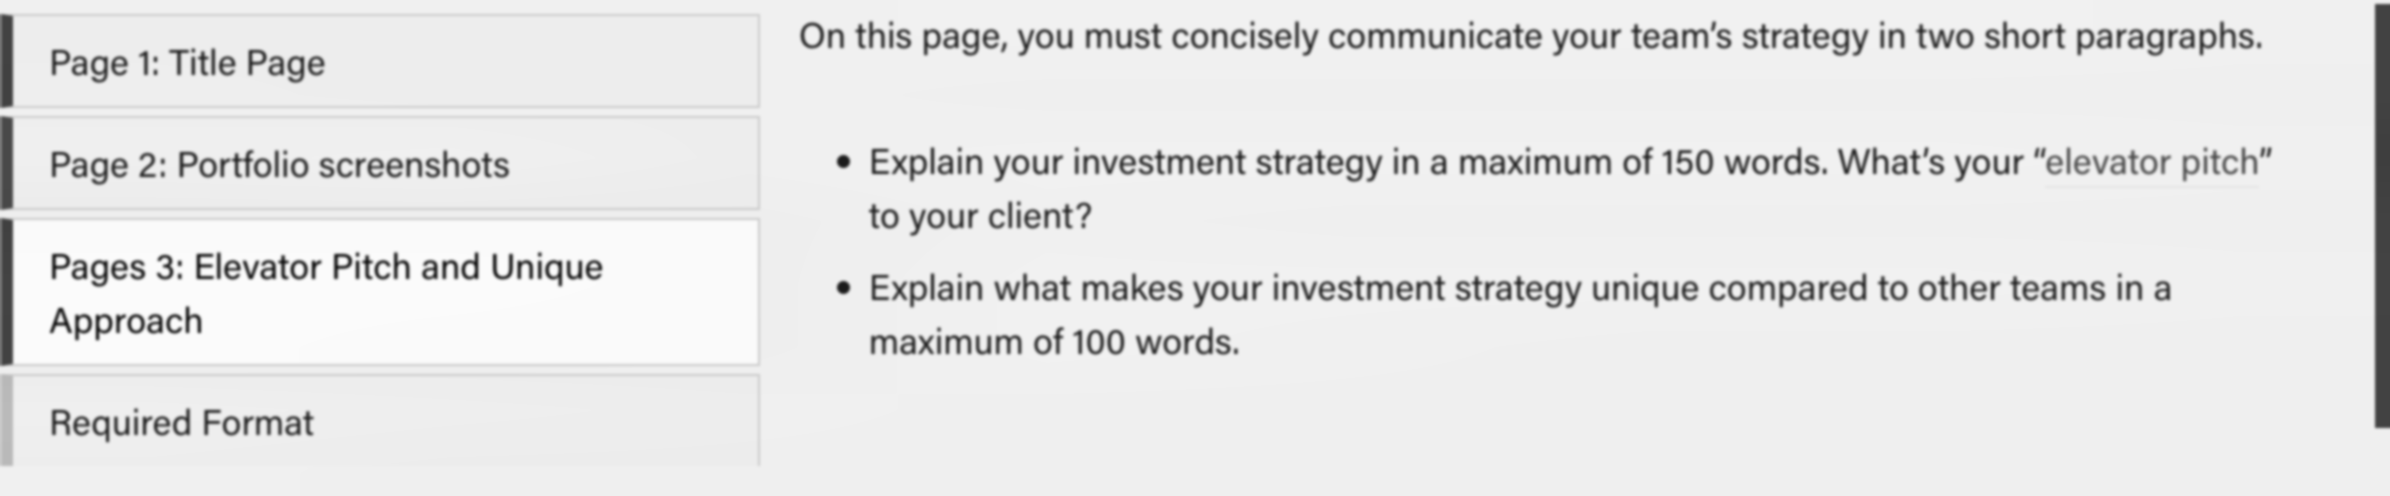 Page 1: Title Page
Page 2: Portfolio screenshots
Pages 3: Elevator Pitch and Unique
Approach
Required Format
On this page, you must concisely communicate your team’s strategy in two short paragraphs.
• Explain your investment strategy in a maximum of 150 words. What’s your “elevator pitch”
to your client?
• Explain what makes your investment strategy unique compared to other teams in a
maximum of 100 words.